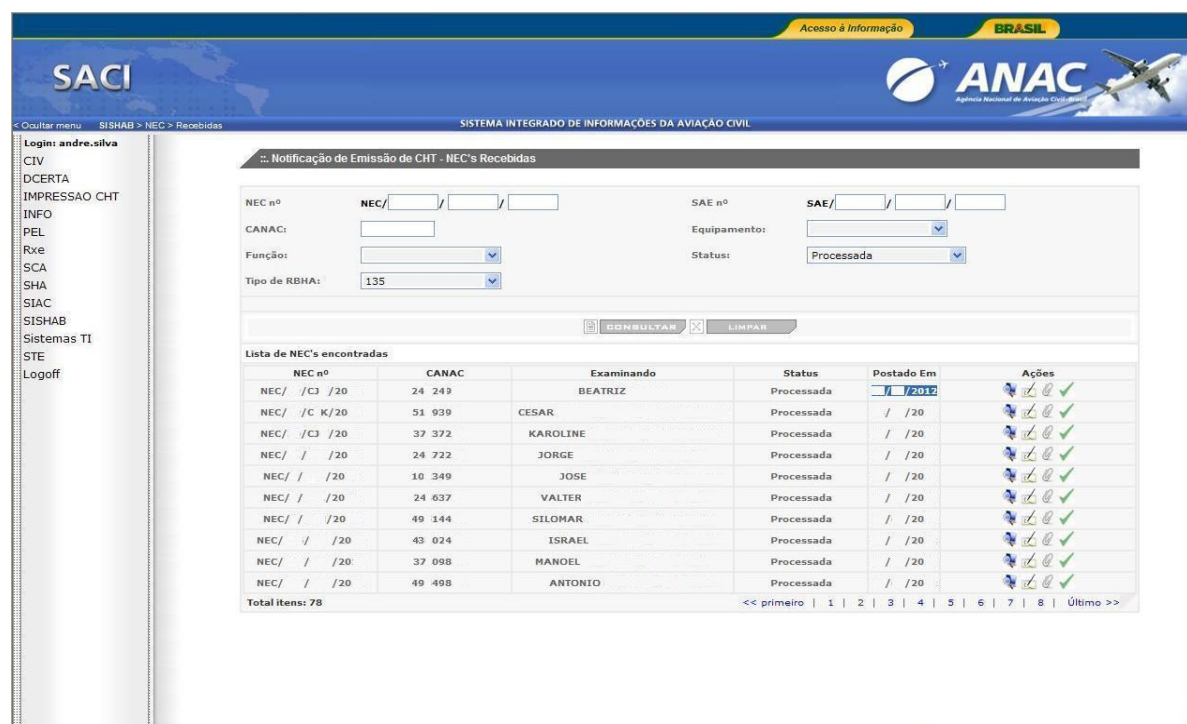 Acesso à Informação BRASIL
SACI
ANAC
Agência Nacional de Aviação Civil-Brasil
< Ocultar menu SISHAB > NEC > Recebidas SISTEMA INTEGRADO DE INFORMAÇÕES DA AVIAÇÃO CIVIL
Login: andre.silva
CIV
DCERTA
IMPRESSAO CHT
INFO
PEL
Rxe
SCA
SHA
SIAC
SISHAB
Sistemas TI
STE
Logoff
::. Notificação de Emissão de CHT - NEC's Recebidas
NEC nº NEC/ / / SAE nº SAE/ / /
CANAC: Equipamento:
Função: Status: Processada
Tipo de RBHA: 135
CONSULTAR LIMPAR
Lista de NEC's encontradas
NEC nº CANAC Examinando Status Postado Em Ações
NEC/ /CJ /20 24 249 BEATRIZ Processada / /2012
NEC/ /C K/20 51 939 CESAR Processada / /20
NEC/ /CJ /20 37 372 KAROLINE Processada / /20
NEC/ / /20 24 722 JORGE Processada / /20
NEC/ / /20 10 349 JOSE Processada / /20
NEC/ / /20 24 637 VALTER Processada / /20
NEC/ / /20 49 144 SILOMAR Processada / /20
NEC/ / /20 43 024 ISRAEL Processada / /20
NEC/ / /20 37 098 MANOEL Processada / /20
NEC/ / /20 49 498 ANTONIO Processada / /20
Total itens: 78 << primeiro | 1 | 2 | 3 | 4 | 5 | 6 | 7 | 8 | Último >>